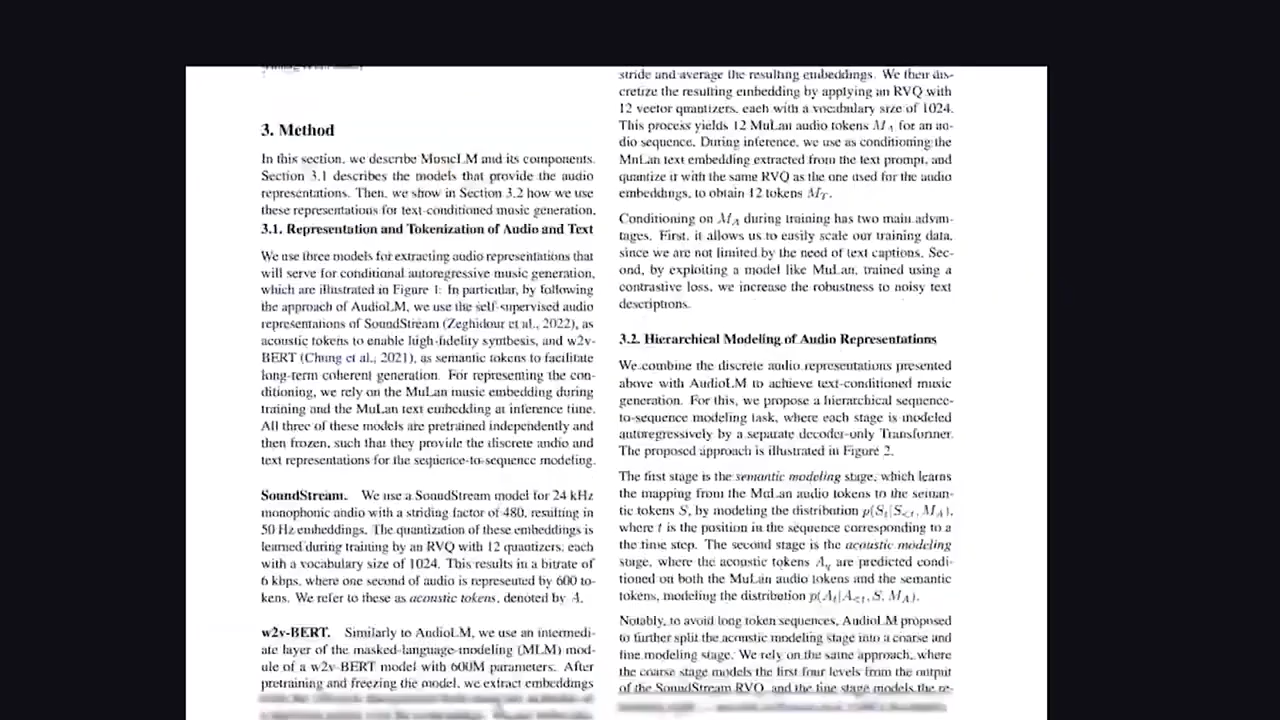 3. Method
In this section, we describe MusicLM and its components.
Section 3.1 describes the models that provide the audio
representations. Then, we show in Section 3.2 how we use
these representations for text-conditioned music generation.
3.1. Representation and Tokenization of Audio and Text
We use three models for extracting audio representations that
will serve for conditional autoregressive music generation,
which are illustrated in Figure 1. In particular, by following
the approach of AudioLM, we use the self-supervised audio
representations of SoundStream (Zeghidour et al., 2022), as
acoustic tokens to enable high-fidelity synthesis, and w2v-
BERT (Chung et al., 2021), as semantic tokens to facilitate
long-term coherent generation. For representing the con-
ditioning, we rely on the MuLan music embedding during
training and the MuLan text embedding at inference time.
All three of these models are pretrained independently and
then frozen, such that they provide the discrete audio and
text representations for the sequence-to-sequence modeling.
SoundStream. We use a SoundStream model for 24 kHz
monophonic audio with a striding factor of 480, resulting in
50 Hz embeddings. The quantization of these embeddings is
learned during training by an RVQ with 12 quantizers, each
with a vocabulary size of 1024. This results in a bitrate of
6 kbps, where one second of audio is represented by 600 to-
kens. We refer to these as acoustic tokens, denoted by A.
w2v-BERT. Similarly to AudioLM, we use an intermedi-
ate layer of the masked-language-modeling (MLM) mod-
ule of a w2v-BERT model with 600M parameters. After
pretraining and freezing the model, we extract embeddings
stride and average the resulting embeddings. We then dis-
cretize the resulting embedding by applying an RVQ with
12 vector quantizers, each with a vocabulary size of 1024.
This process yields 12 MuLan audio tokens M_A for an au-
dio sequence. During inference, we use as conditioning the
MuLan text embedding extracted from the text prompt, and
quantize it with the same RVQ as the one used for the audio
embeddings, to obtain 12 tokens M_T.
Conditioning on M_A during training has two main advan-
tages. First, it allows us to easily scale our training data,
since we are not limited by the need of text captions. Sec-
ond, by exploiting a model like MuLan, trained using a
contrastive loss, we increase the robustness to noisy text
descriptions.
3.2. Hierarchical Modeling of Audio Representations
We combine the discrete audio representations presented
above with AudioLM to achieve text-conditioned music
generation. For this, we propose a hierarchical sequence-
to-sequence modeling task, where each stage is modeled
autoregressively by a separate decoder-only Transformer.
The proposed approach is illustrated in Figure 2.
The first stage is the semantic modeling stage, which learns
the mapping from the MuLan audio tokens to the seman-
tic tokens S, by modeling the distribution p(S_t|S_{<t}, M_A),
where t is the position in the sequence corresponding to a
the time step. The second stage is the acoustic modeling
stage, where the acoustic tokens A_q are predicted condi-
tioned on both the MuLan audio tokens and the semantic
tokens, modeling the distribution p(A_t|A_{<t}, S, M_A).
Notably, to avoid long token sequences, AudioLM proposed
to further split the acoustic modeling stage into a coarse and
fine modeling stage. We rely on the same approach, where
the coarse stage models the first four levels from the output
of the SoundStream RVQ, and the fine stage models the re-